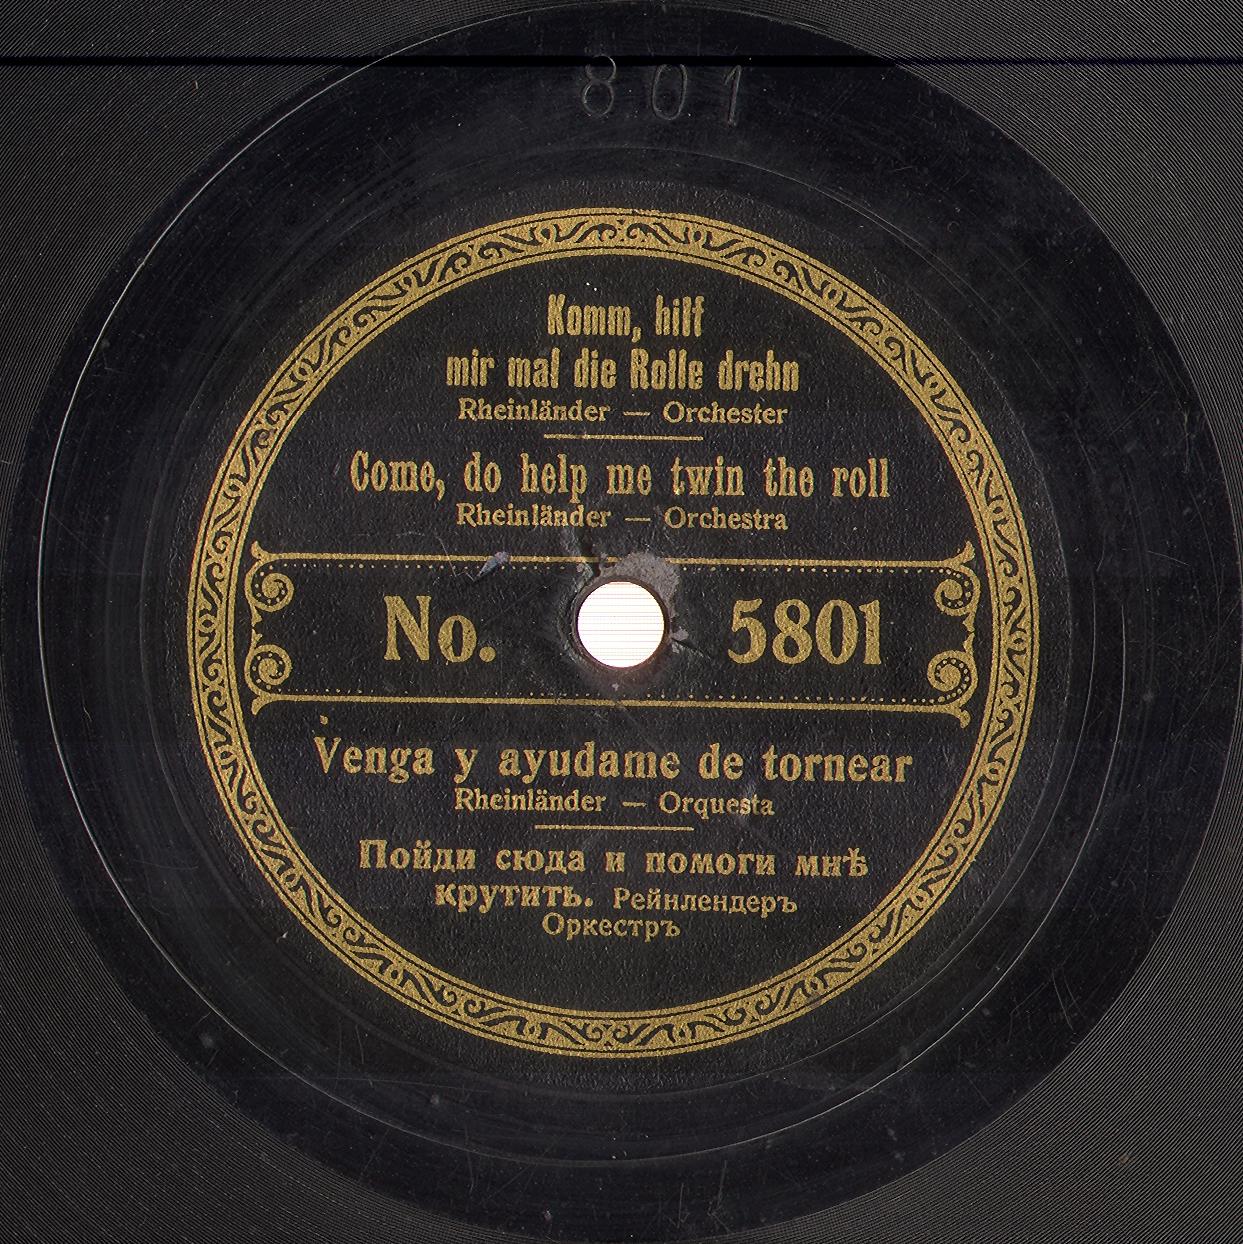 801
Komm, hilf
mir mal die Rolle drehn
Rheinländer — Orchester
Come, do help me twin the roll
Rheinländer — Orchestra
No. 5801
Venga y ayudame de tornear
Rheinländer — Orquesta
Пойди сюда и помоги мнѣ
крутить. Рейнлендеръ
Оркестръ